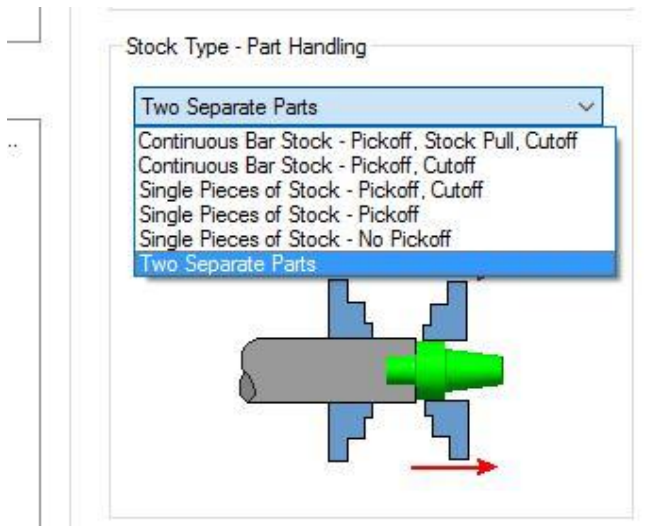 Stock Type - Part Handling
Two Separate Parts
Continuous Bar Stock - Pickoff, Stock Pull, Cutoff
Continuous Bar Stock - Pickoff, Cutoff
Single Pieces of Stock - Pickoff, Cutoff
Single Pieces of Stock - Pickoff
Single Pieces of Stock - No Pickoff
Two Separate Parts